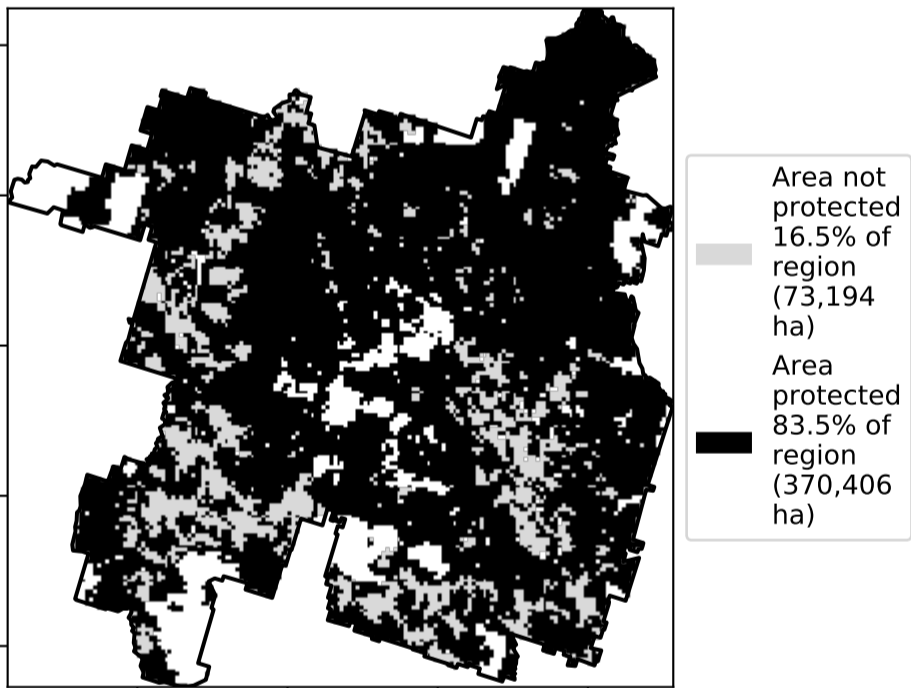 Area not
protected
16.5% of
region
(73,194
ha)
Area
protected
83.5% of
region
(370,406
ha)